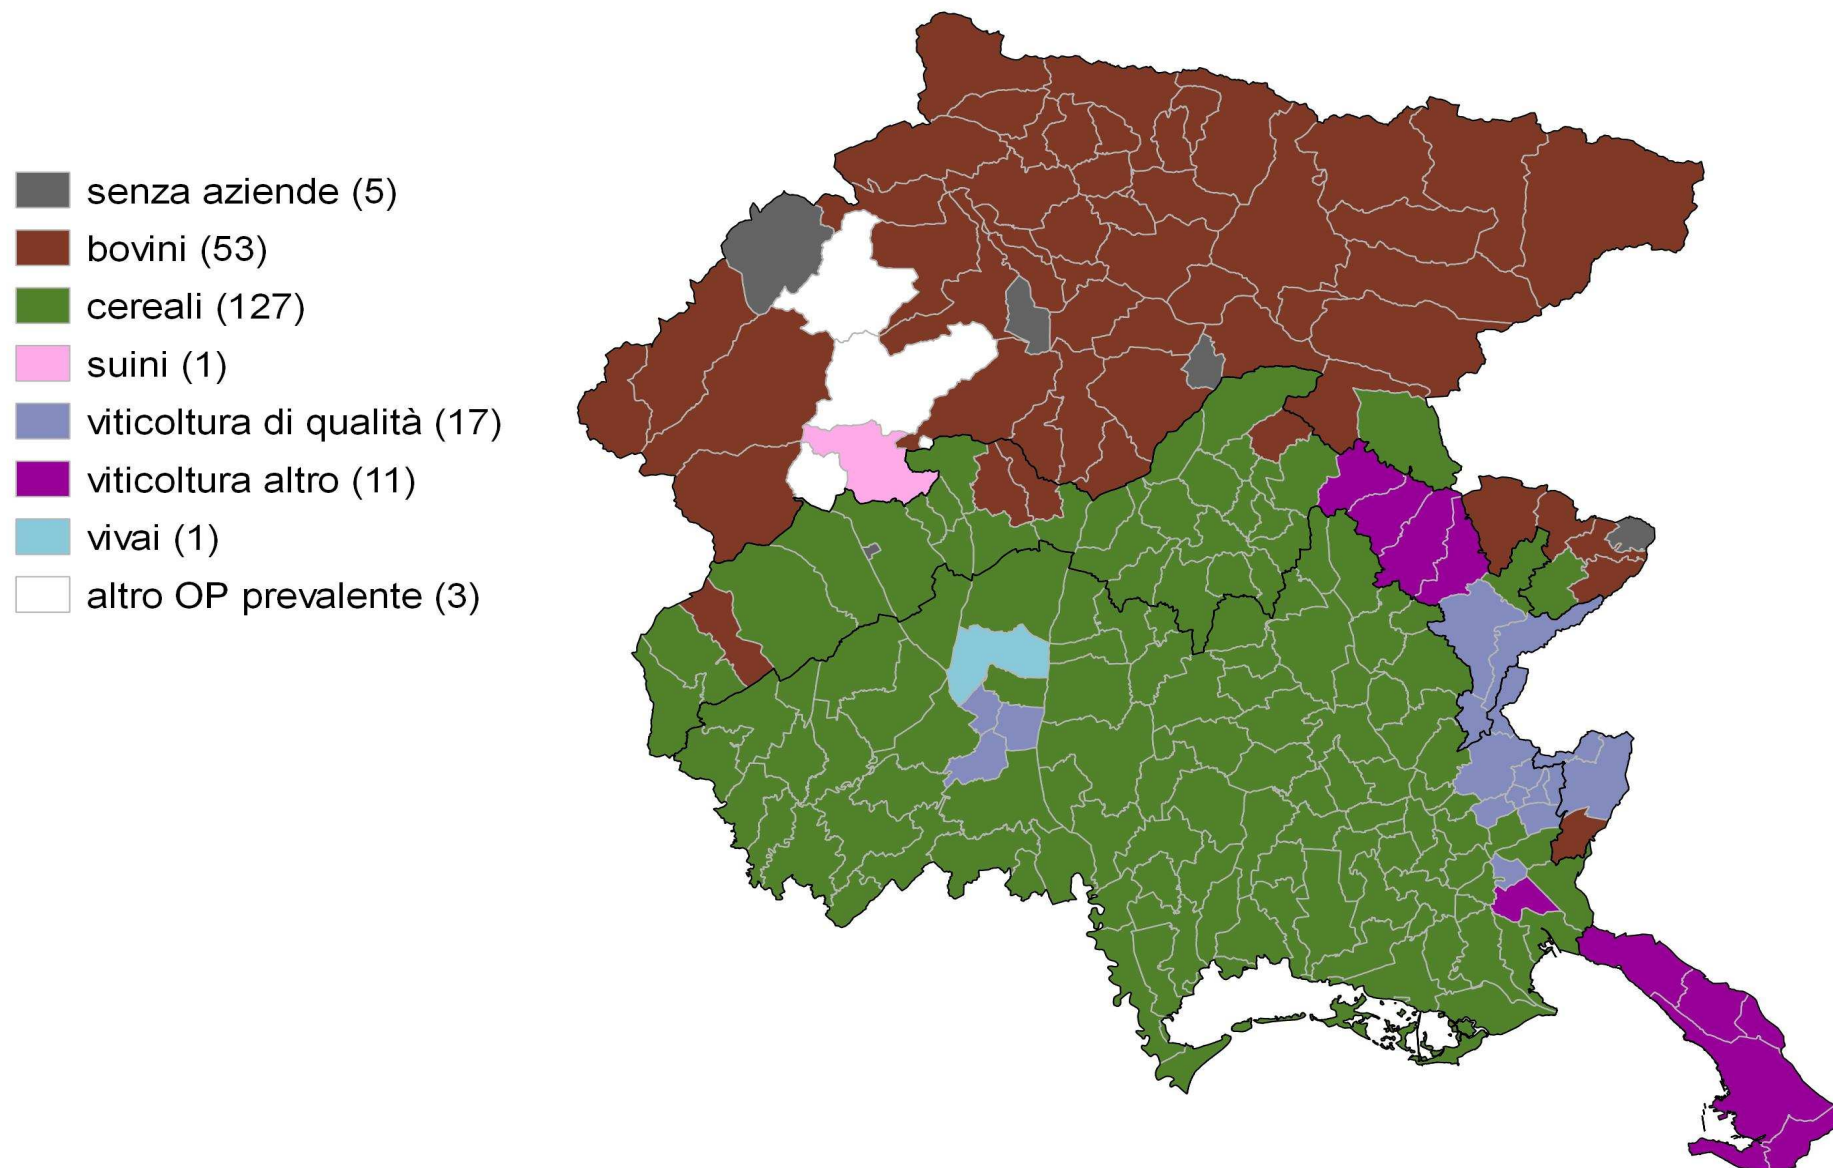 senza aziende (5)
bovini (53)
cereali (127)
suini (1)
viticoltura di qualità (17)
viticoltura altro (11)
vivai (1)
altro OP prevalente (3)